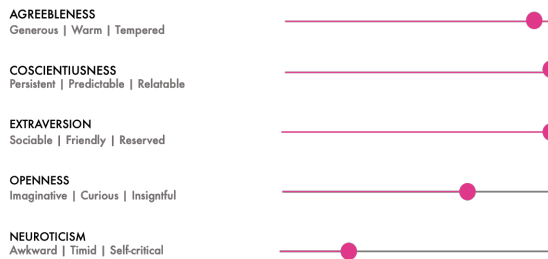 AGREEBLENESS
Generous | Warm | Tempered
COSCIENTIUSNESS
Persistent | Predictable | Relatable
EXTRAVERSION
Sociable | Friendly | Reserved
OPENNESS
Imaginative | Curious | Insigntful
NEUROTICISM
Awkward | Timid | Self-critical